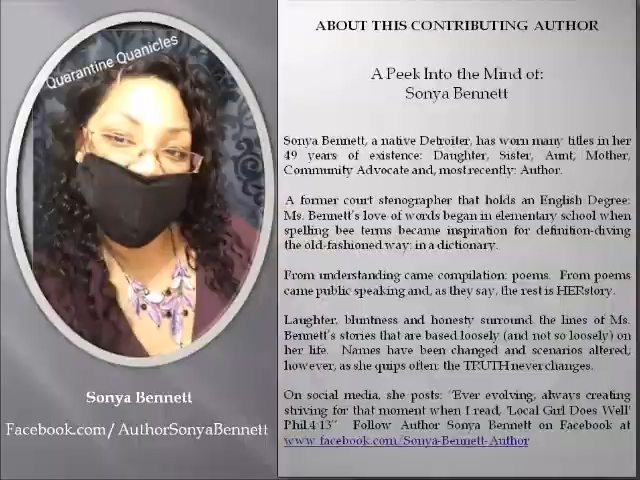 Quarantine Quanicles
Sonya Bennett
Facebook.com/AuthorSonyaBennett
ABOUT THIS CONTRIBUTING AUTHOR
A Peek Into the Mind of:
Sonya Bennett
Sonya Bennett, a native Detroiter, has worn many titles in her
49 years of existence: Daughter, Sister, Aunt, Mother,
Community Advocate and, most recently: Author.
A former court stenographer that holds an English Degree:
Ms. Bennett's love of words began in elementary school when
spelling bee terms became inspiration for definition-diving
the old-fashioned way: in a dictionary.
From understanding came compilation: poems. From poems
came public speaking and, as they say, the rest is HERstory.
Laughter, bluntness and honesty surround the lines of Ms.
Bennett's stories that are based loosely (and not so loosely) on
her life. Names have been changed and scenarios altered,
however, as she quips often: the TRUTH never changes.
On social media, she posts: "Ever evolving, always creating
striving for that moment when I read, 'Local Girl Does Well'
Phil.4:13" Follow Author Sonya Bennett on Facebook at
www.facebook.com/Sonya-Bennett-Author